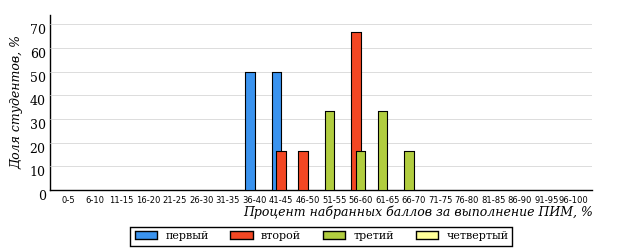 70
60
50
40
30
20
10
0
Доля студентов, %
0-5 6-10 11-15 16-20 21-25 26-30 31-35 36-40 41-45 46-50 51-55 56-60 61-65 66-70 71-75 76-80 81-85 86-90 91-95 96-100
Процент набранных баллов за выполнение ПИМ, %
первый второй третий четвертый